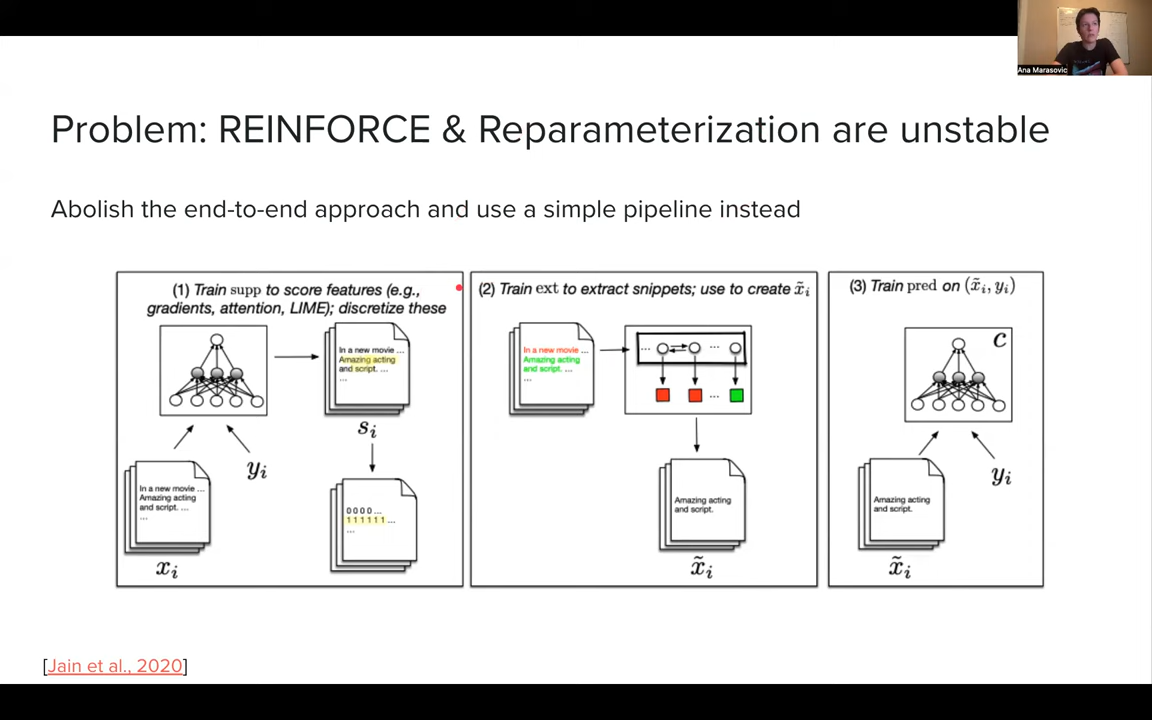 Ana Marasovic
Problem: REINFORCE & Reparameterization are unstable
Abolish the end-to-end approach and use a simple pipeline instead
(1) Train supp to score features (e.g.,
gradients, attention, LIME); discretize these
In a new movie ...
Amazing acting
and script. ...
...
sᵢ
yᵢ
In a new movie ...
Amazing acting
and script. ...
...
xᵢ
0 0 0 0 ...
1 1 1 1 1 1 ...
...
(2) Train ext to extract snippets; use to create x̃ᵢ
In a new movie ...
Amazing acting
and script. ...
...
... ...
...
Amazing acting
and script.
x̃ᵢ
(3) Train pred on (x̃ᵢ, yᵢ)
c
yᵢ
Amazing acting
and script.
x̃ᵢ
[Jain et al., 2020]